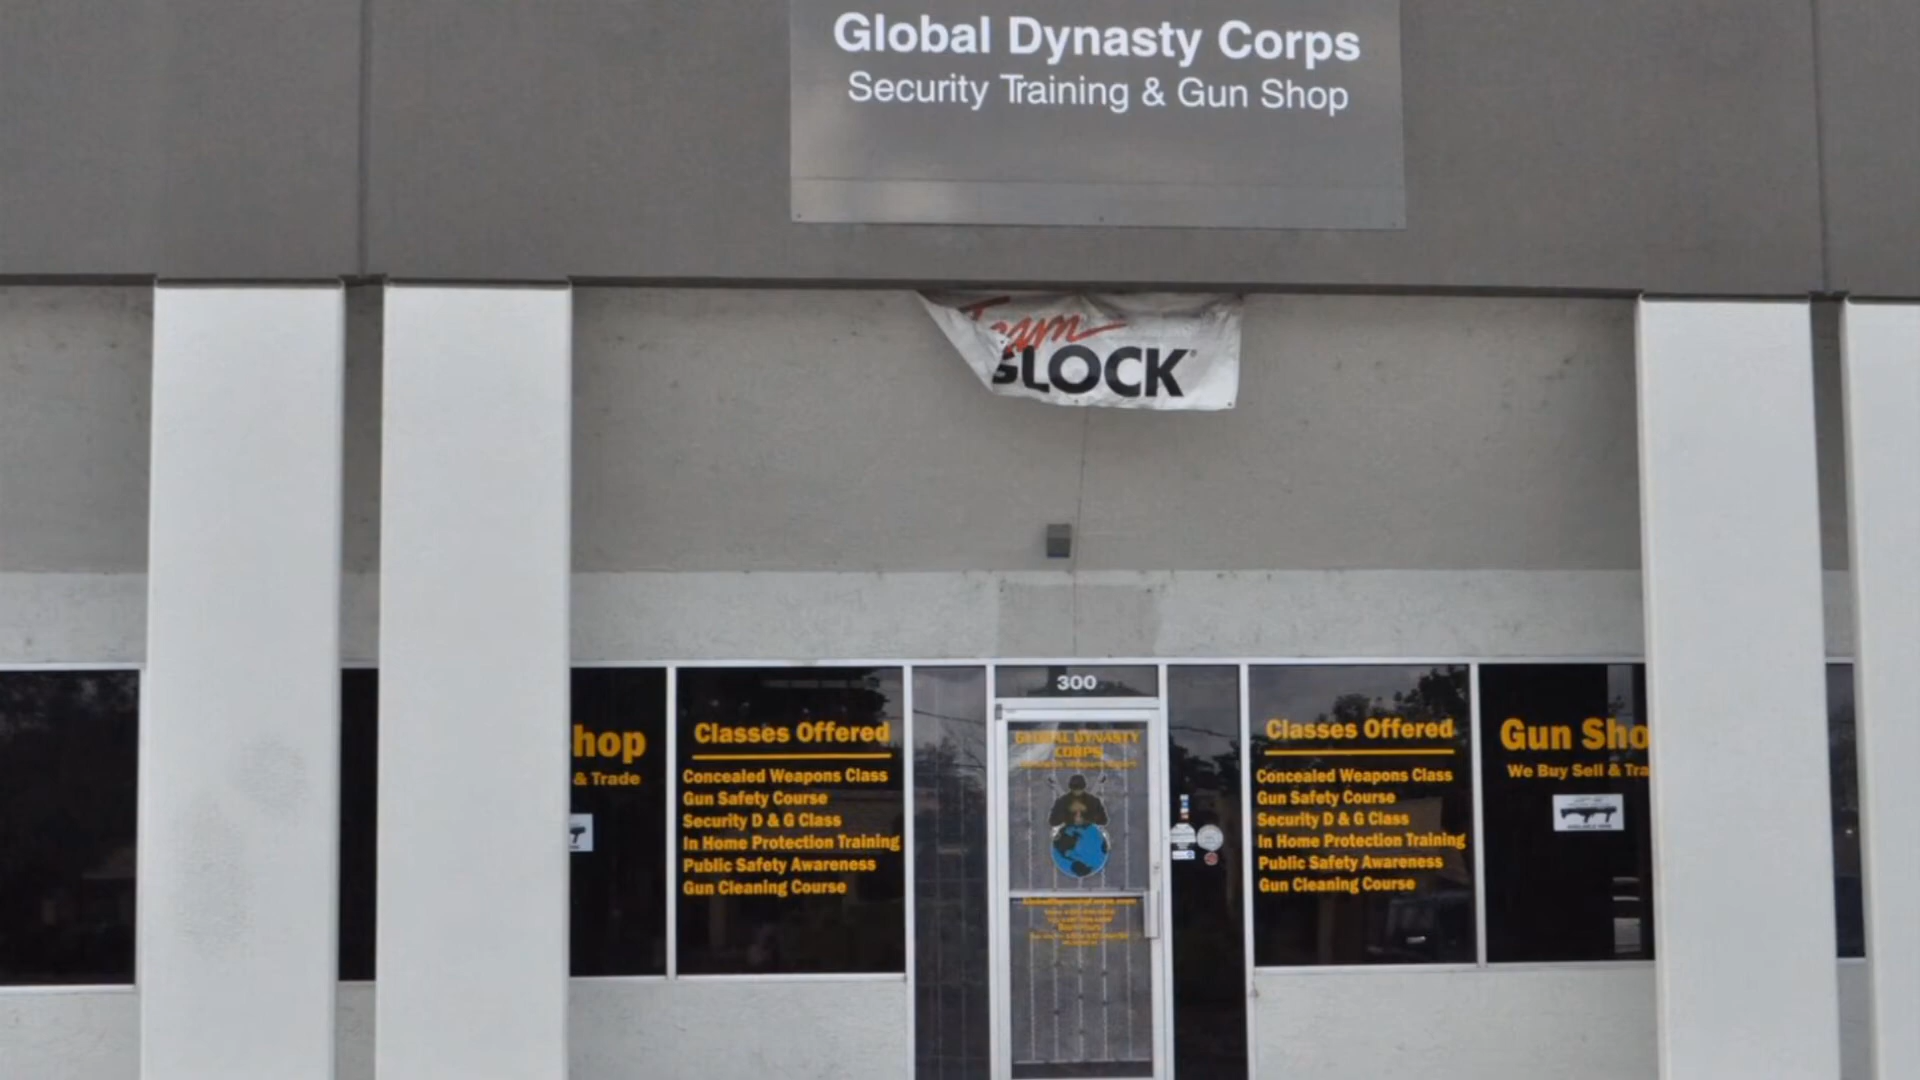 Global Dynasty Corps
Security Training & Gun Shop
Team
GLOCK
300
hop
& Trade
Classes Offered
Concealed Weapons Class
Gun Safety Course
Security D & G Class
In Home Protection Training
Public Safety Awareness
Gun Cleaning Course
GLOBAL DYNASTY
CORPS
Classes Offered
Concealed Weapons Class
Gun Safety Course
Security D & G Class
In Home Protection Training
Public Safety Awareness
Gun Cleaning Course
Gun Sho
We Buy Sell & Tra